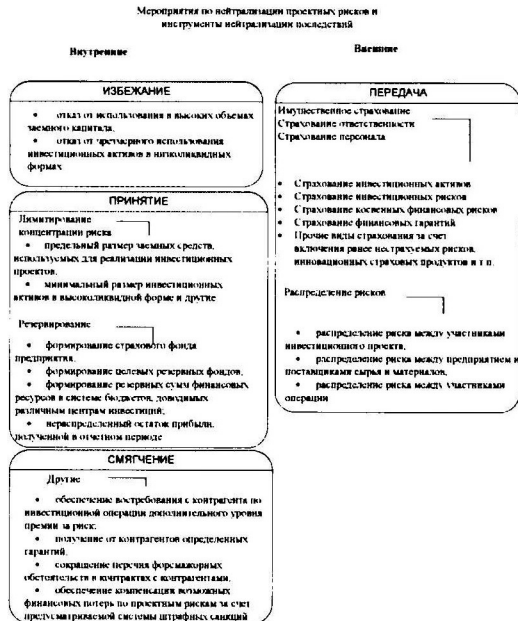 Мероприятия по нейтрализации проектных рисков и
инструменты нейтрализации последствий
Внутренние
Внешние
ИЗБЕЖАНИЕ
• отказ от использования в высоких объемах
заемного капитала,
• отказ от чрезмерного использования
инвестиционных активов в низколиквидных
формах
ПРИНЯТИЕ
Лимитирование
концентрации риска
• предельный размер заемных средств,
используемых для реализации инвестиционных
проектов,
• минимальный размер инвестиционных
активов в высоколиквидной форме и другие
Резервирование
• формирование страхового фонда
предприятия,
• формирование целевых резервных фондов,
• формирование резервных сумм финансовых
ресурсов в системе бюджетов, доводимых
различным центрам инвестиций;
• нераспределенный остаток прибыли,
полученной в отчетном периоде
СМЯГЧЕНИЕ
Другие
• обеспечение востребования с контрагента по
инвестиционной операции дополнительного уровня
премии за риск;
• получение от контрагентов определенных
гарантий,
• сокращение перечня форсмажорных
обстоятельств в контрактах с контрагентами,
• обеспечение компенсации возможных
финансовых потерь по проектным рискам за счет
предусматриваемой системы штрафных санкций
ПЕРЕДАЧА
Имущественное страхование
Страхование ответственности
Страхование персонала
• Страхование инвестиционных активов
• Страхование инвестиционных рисков
• Страхование косвенных финансовых рисков
• Страхование финансовых гарантий
• Прочие виды страхования за счет
включения ранее нестрахуемых рисков,
инновационных страховых продуктов и т п.
Распределение рисков
• распределение риска между участниками
инвестиционного проекта,
• распределение риска между предприятием и
поставщиками сырья и материалов,
• распределение риска между участниками
операции